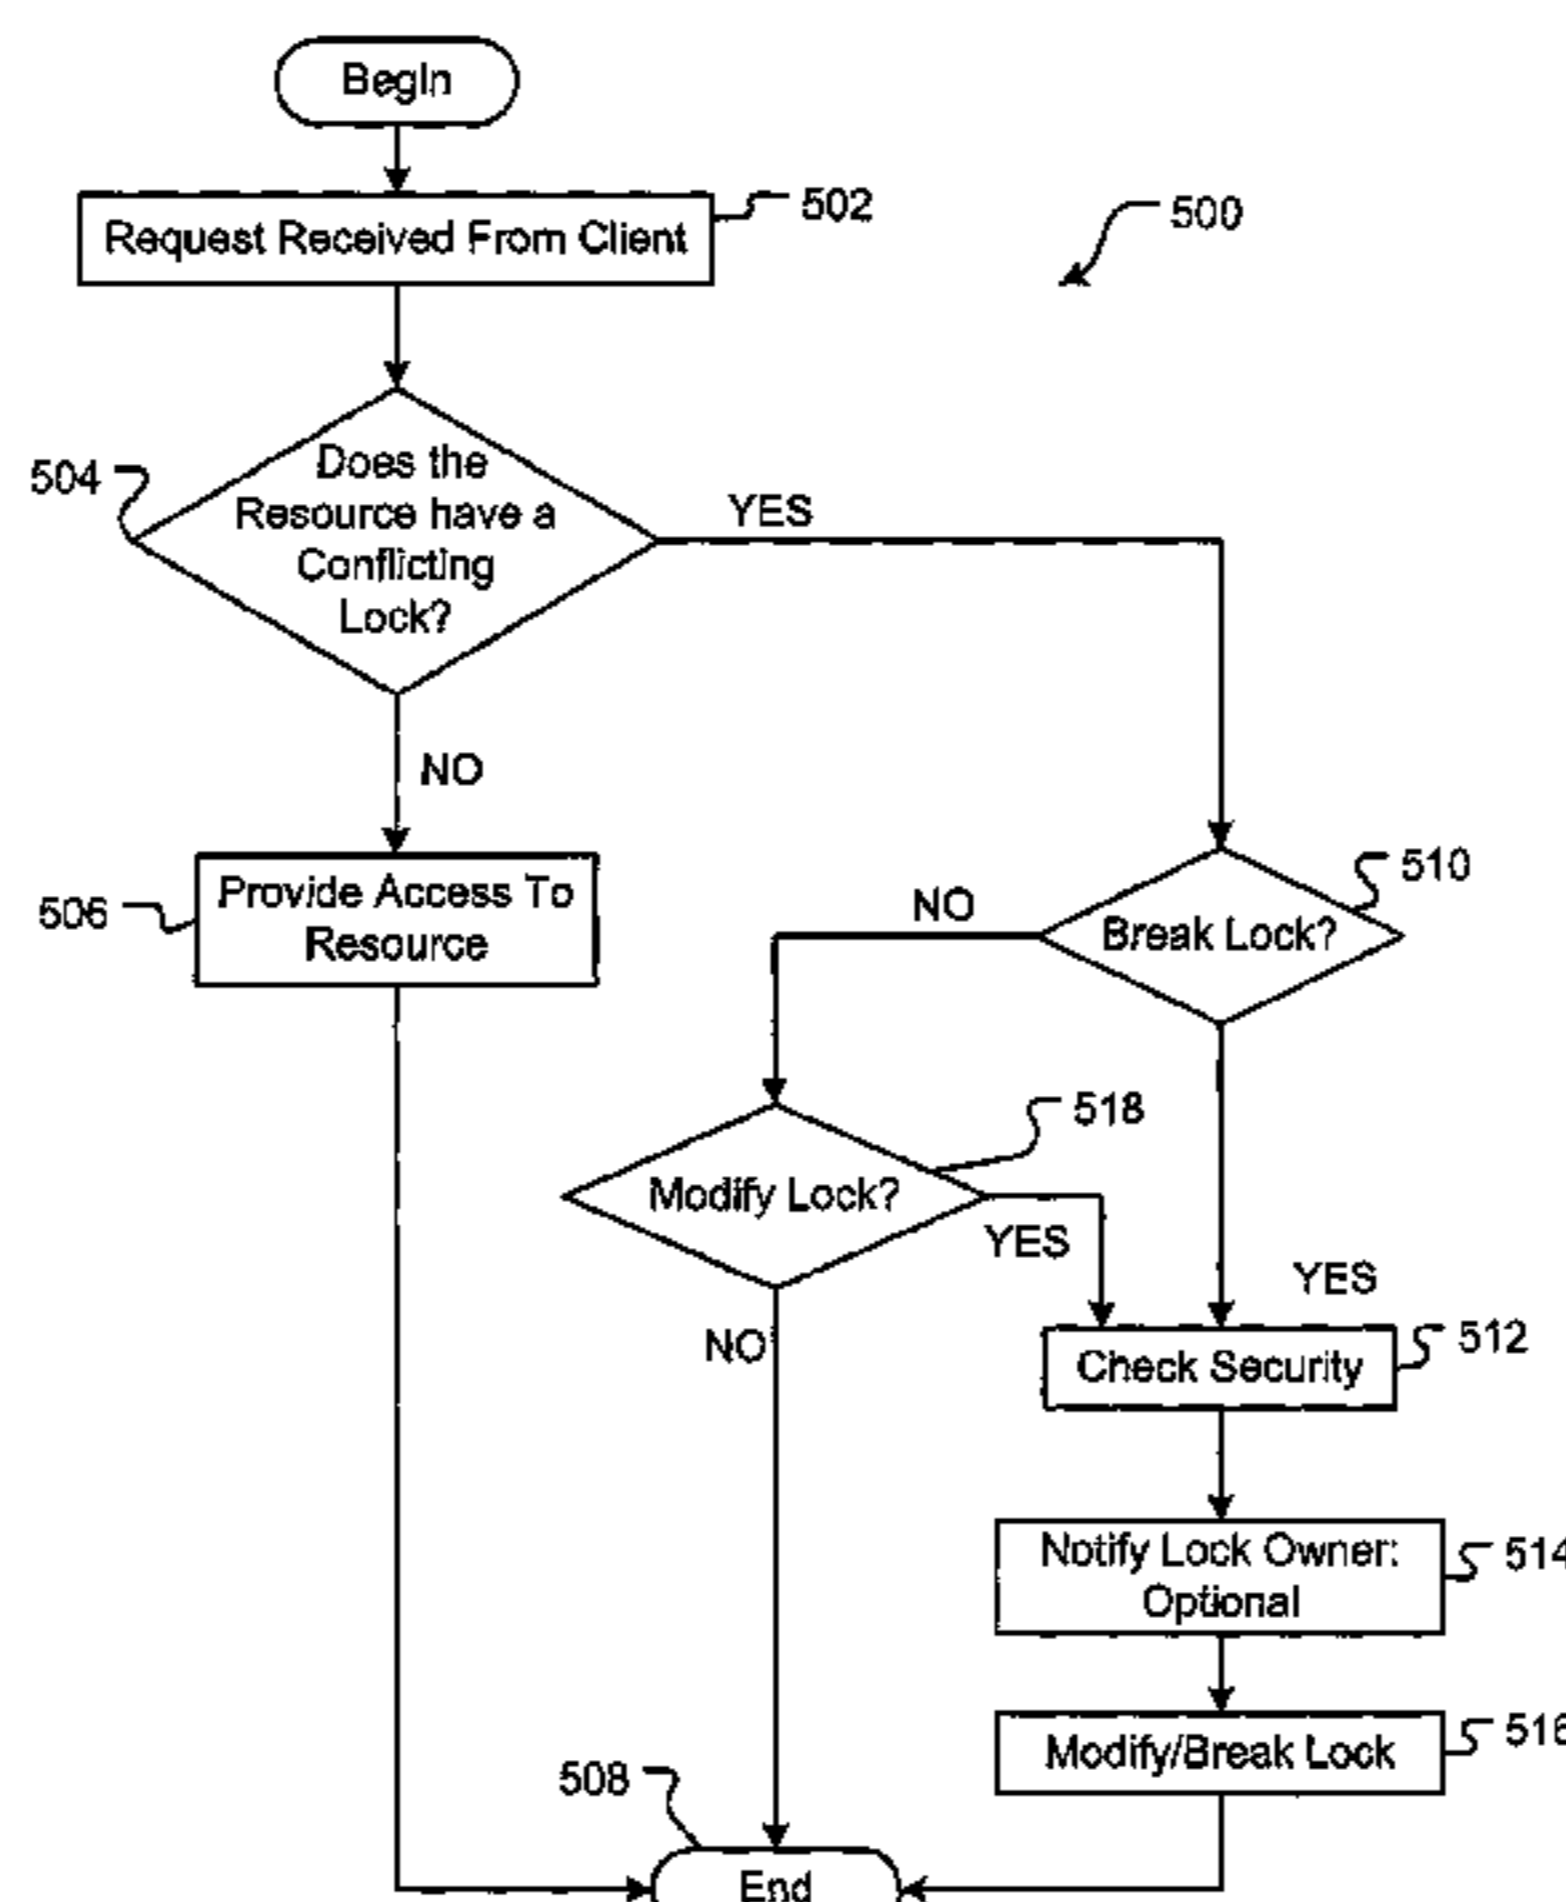 Begin
Request Received From Client
502
500
504
Does the
Resource have a
Conflicting
Lock?
YES
NO
506
Provide Access To
Resource
NO
Break Lock?
510
Modify Lock?
518
YES
YES
NO
Check Security
512
Notify Lock Owner:
Optional
514
Modify/Break Lock
516
508
End